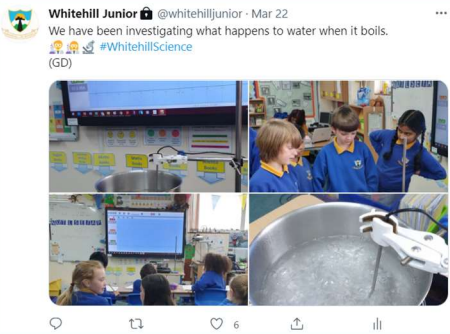 Whitehill Junior @whitehilljunior · Mar 22
We have been investigating what happens to water when it boils.
#WhitehillScience
(GD)
6